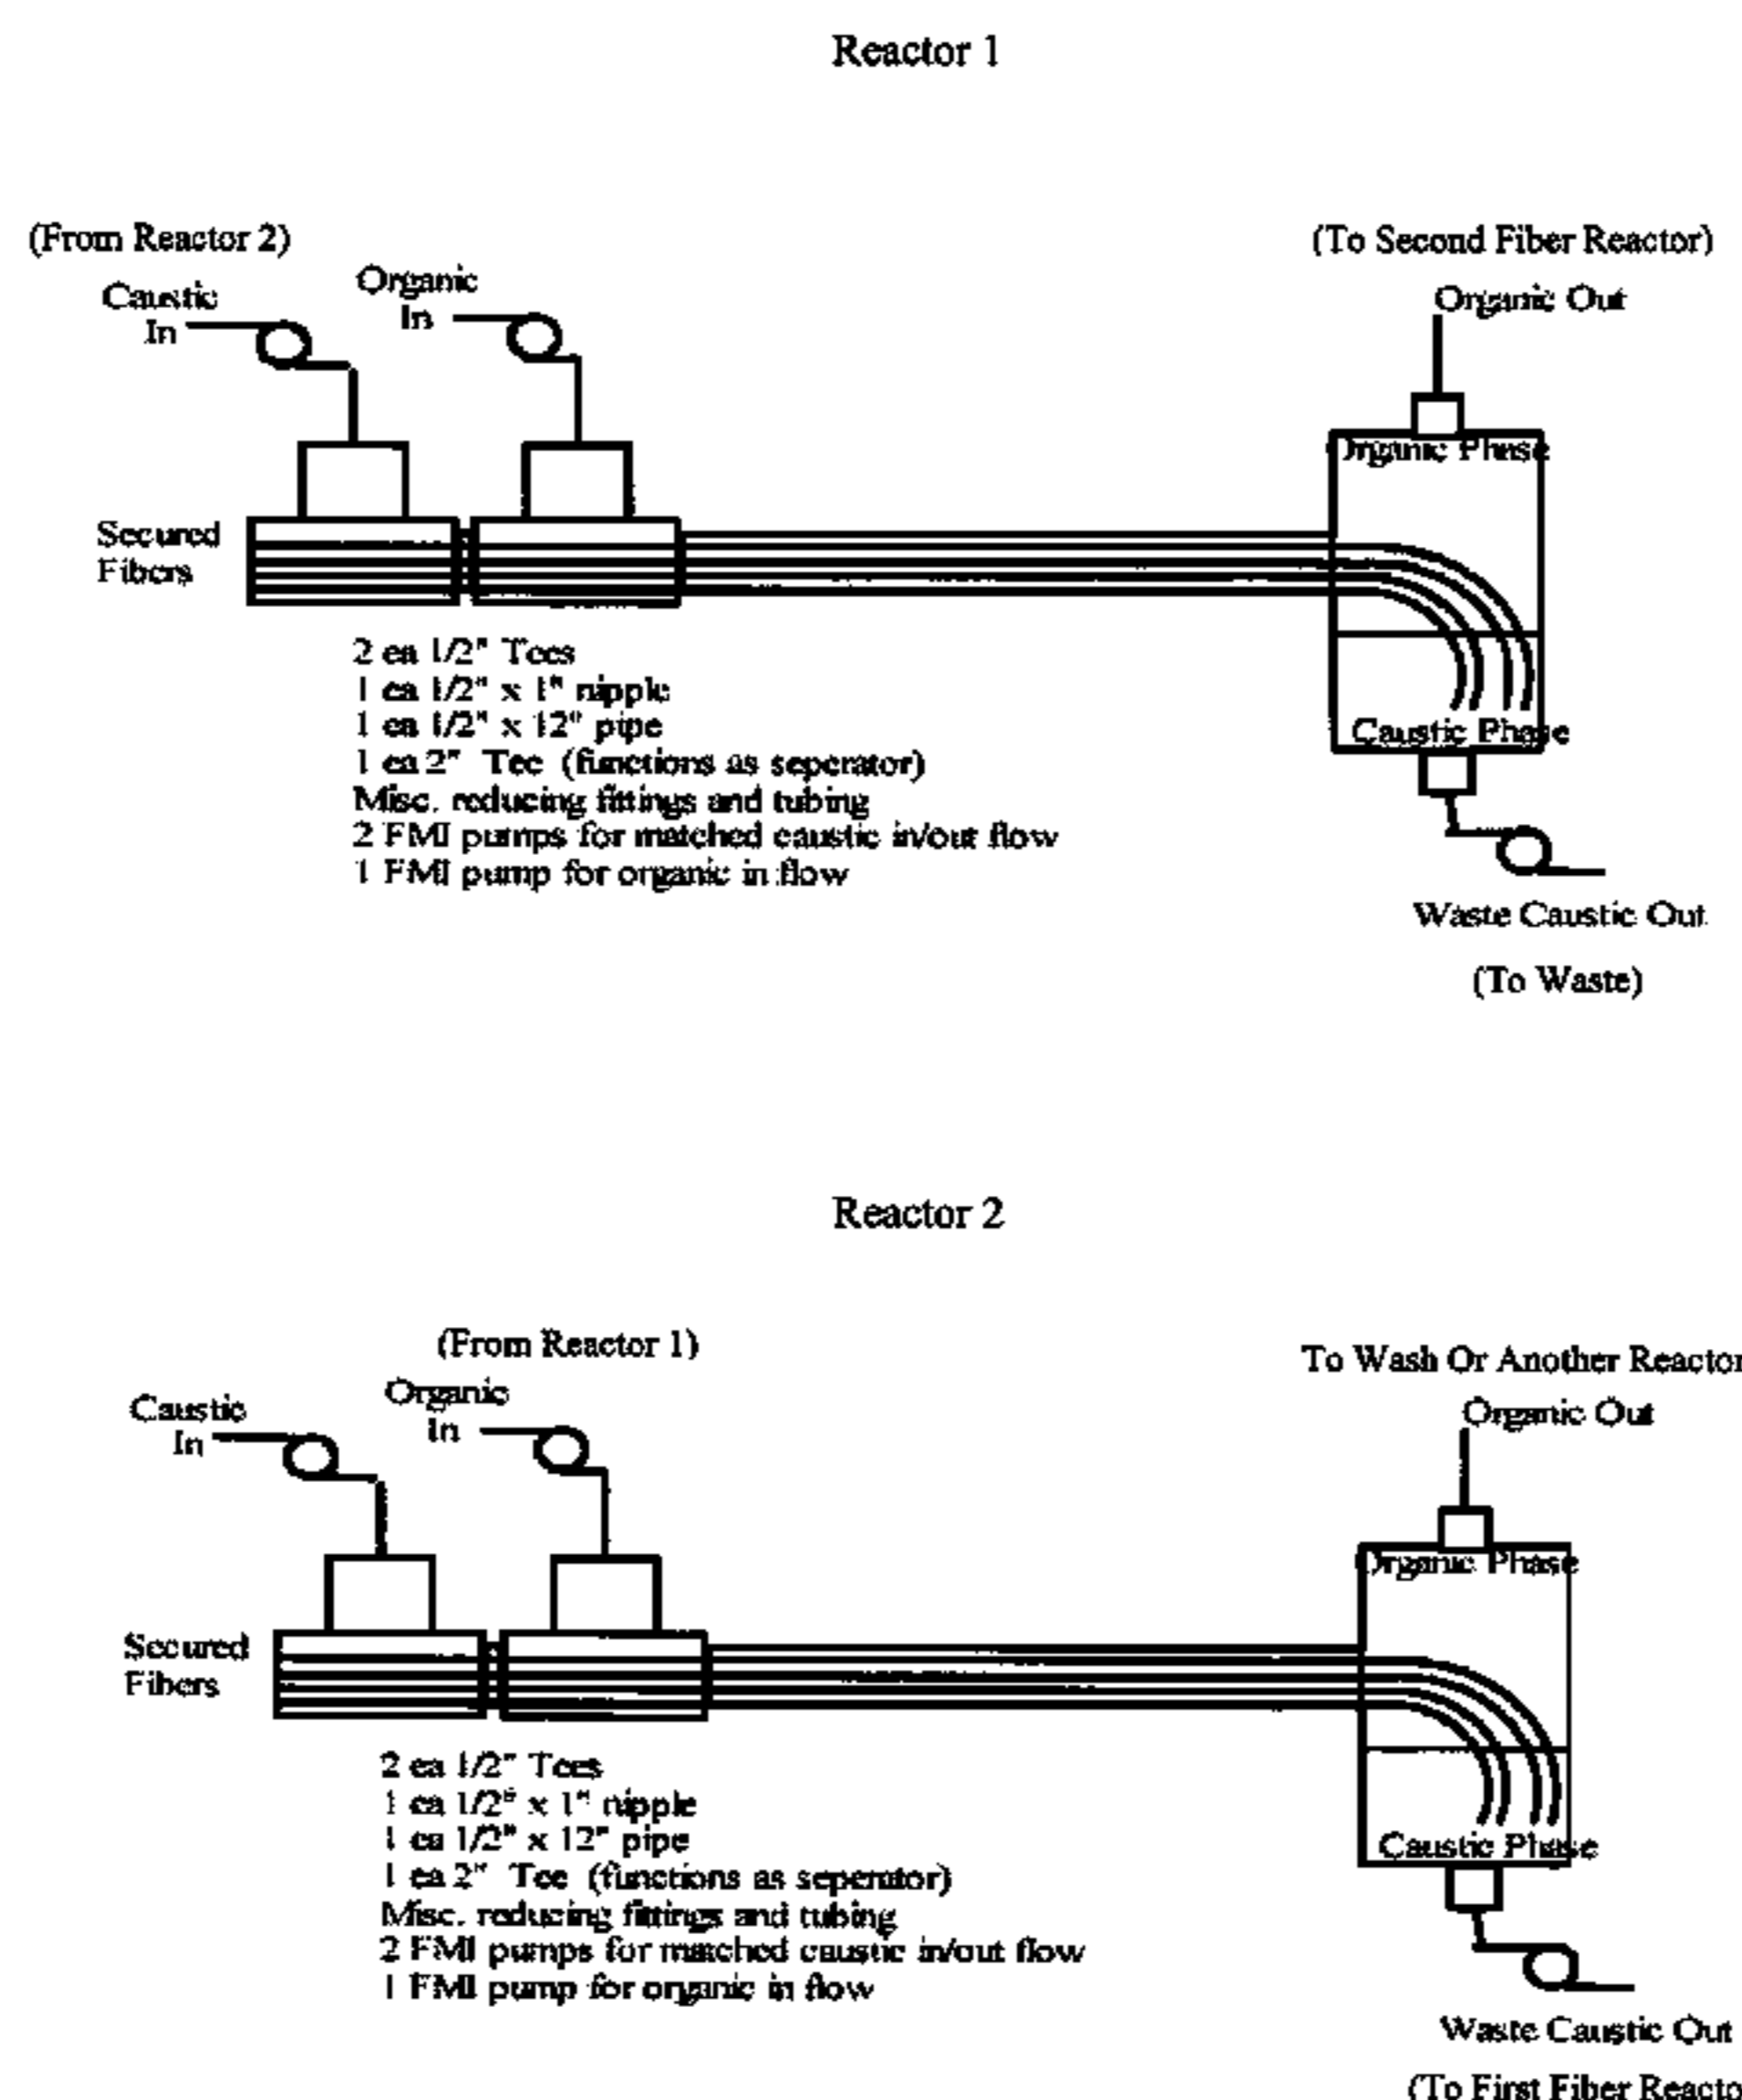 Reactor 1
(From Reactor 2)
Caustic
In
Organic
In
(To Second Fiber Reactor)
Organic Out
Organic Phase
Secured
Fibers
Caustic Phase
2 ea 1/2" Tees
1 ea 1/2" x 1" nipple
1 ea 1/2" x 12" pipe
1 ea 2" Tee (functions as seperator)
Misc. reducing fittings and tubing
2 FMI pumps for matched caustic in/out flow
1 FMI pump for organic in flow
Waste Caustic Out
(To Waste)
Reactor 2
(From Reactor 1)
Caustic
In
Organic
In
To Wash Or Another Reactor
Organic Out
Organic Phase
Secured
Fibers
Caustic Phase
2 ea 1/2" Tees
1 ea 1/2" x 1" nipple
1 ea 1/2" x 12" pipe
1 ea 2" Tee (functions as seperator)
Misc. reducing fittings and tubing
2 FMI pumps for matched caustic in/out flow
1 FMI pump for organic in flow
Waste Caustic Out
(To First Fiber Reacto